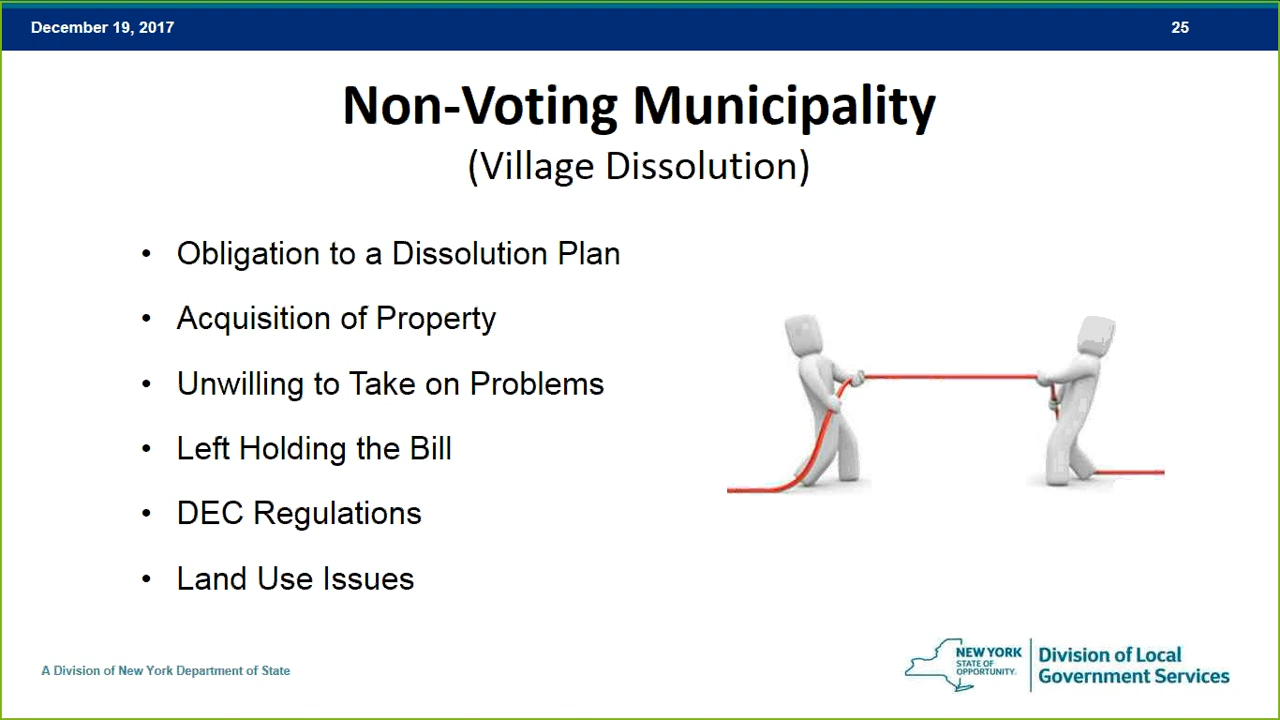 December 19, 2017
25
Non-Voting Municipality
(Village Dissolution)
• Obligation to a Dissolution Plan
• Acquisition of Property
• Unwilling to Take on Problems
• Left Holding the Bill
• DEC Regulations
• Land Use Issues
A Division of New York Department of State
NEW YORK
STATE OF
OPPORTUNITY.
Division of Local
Government Services